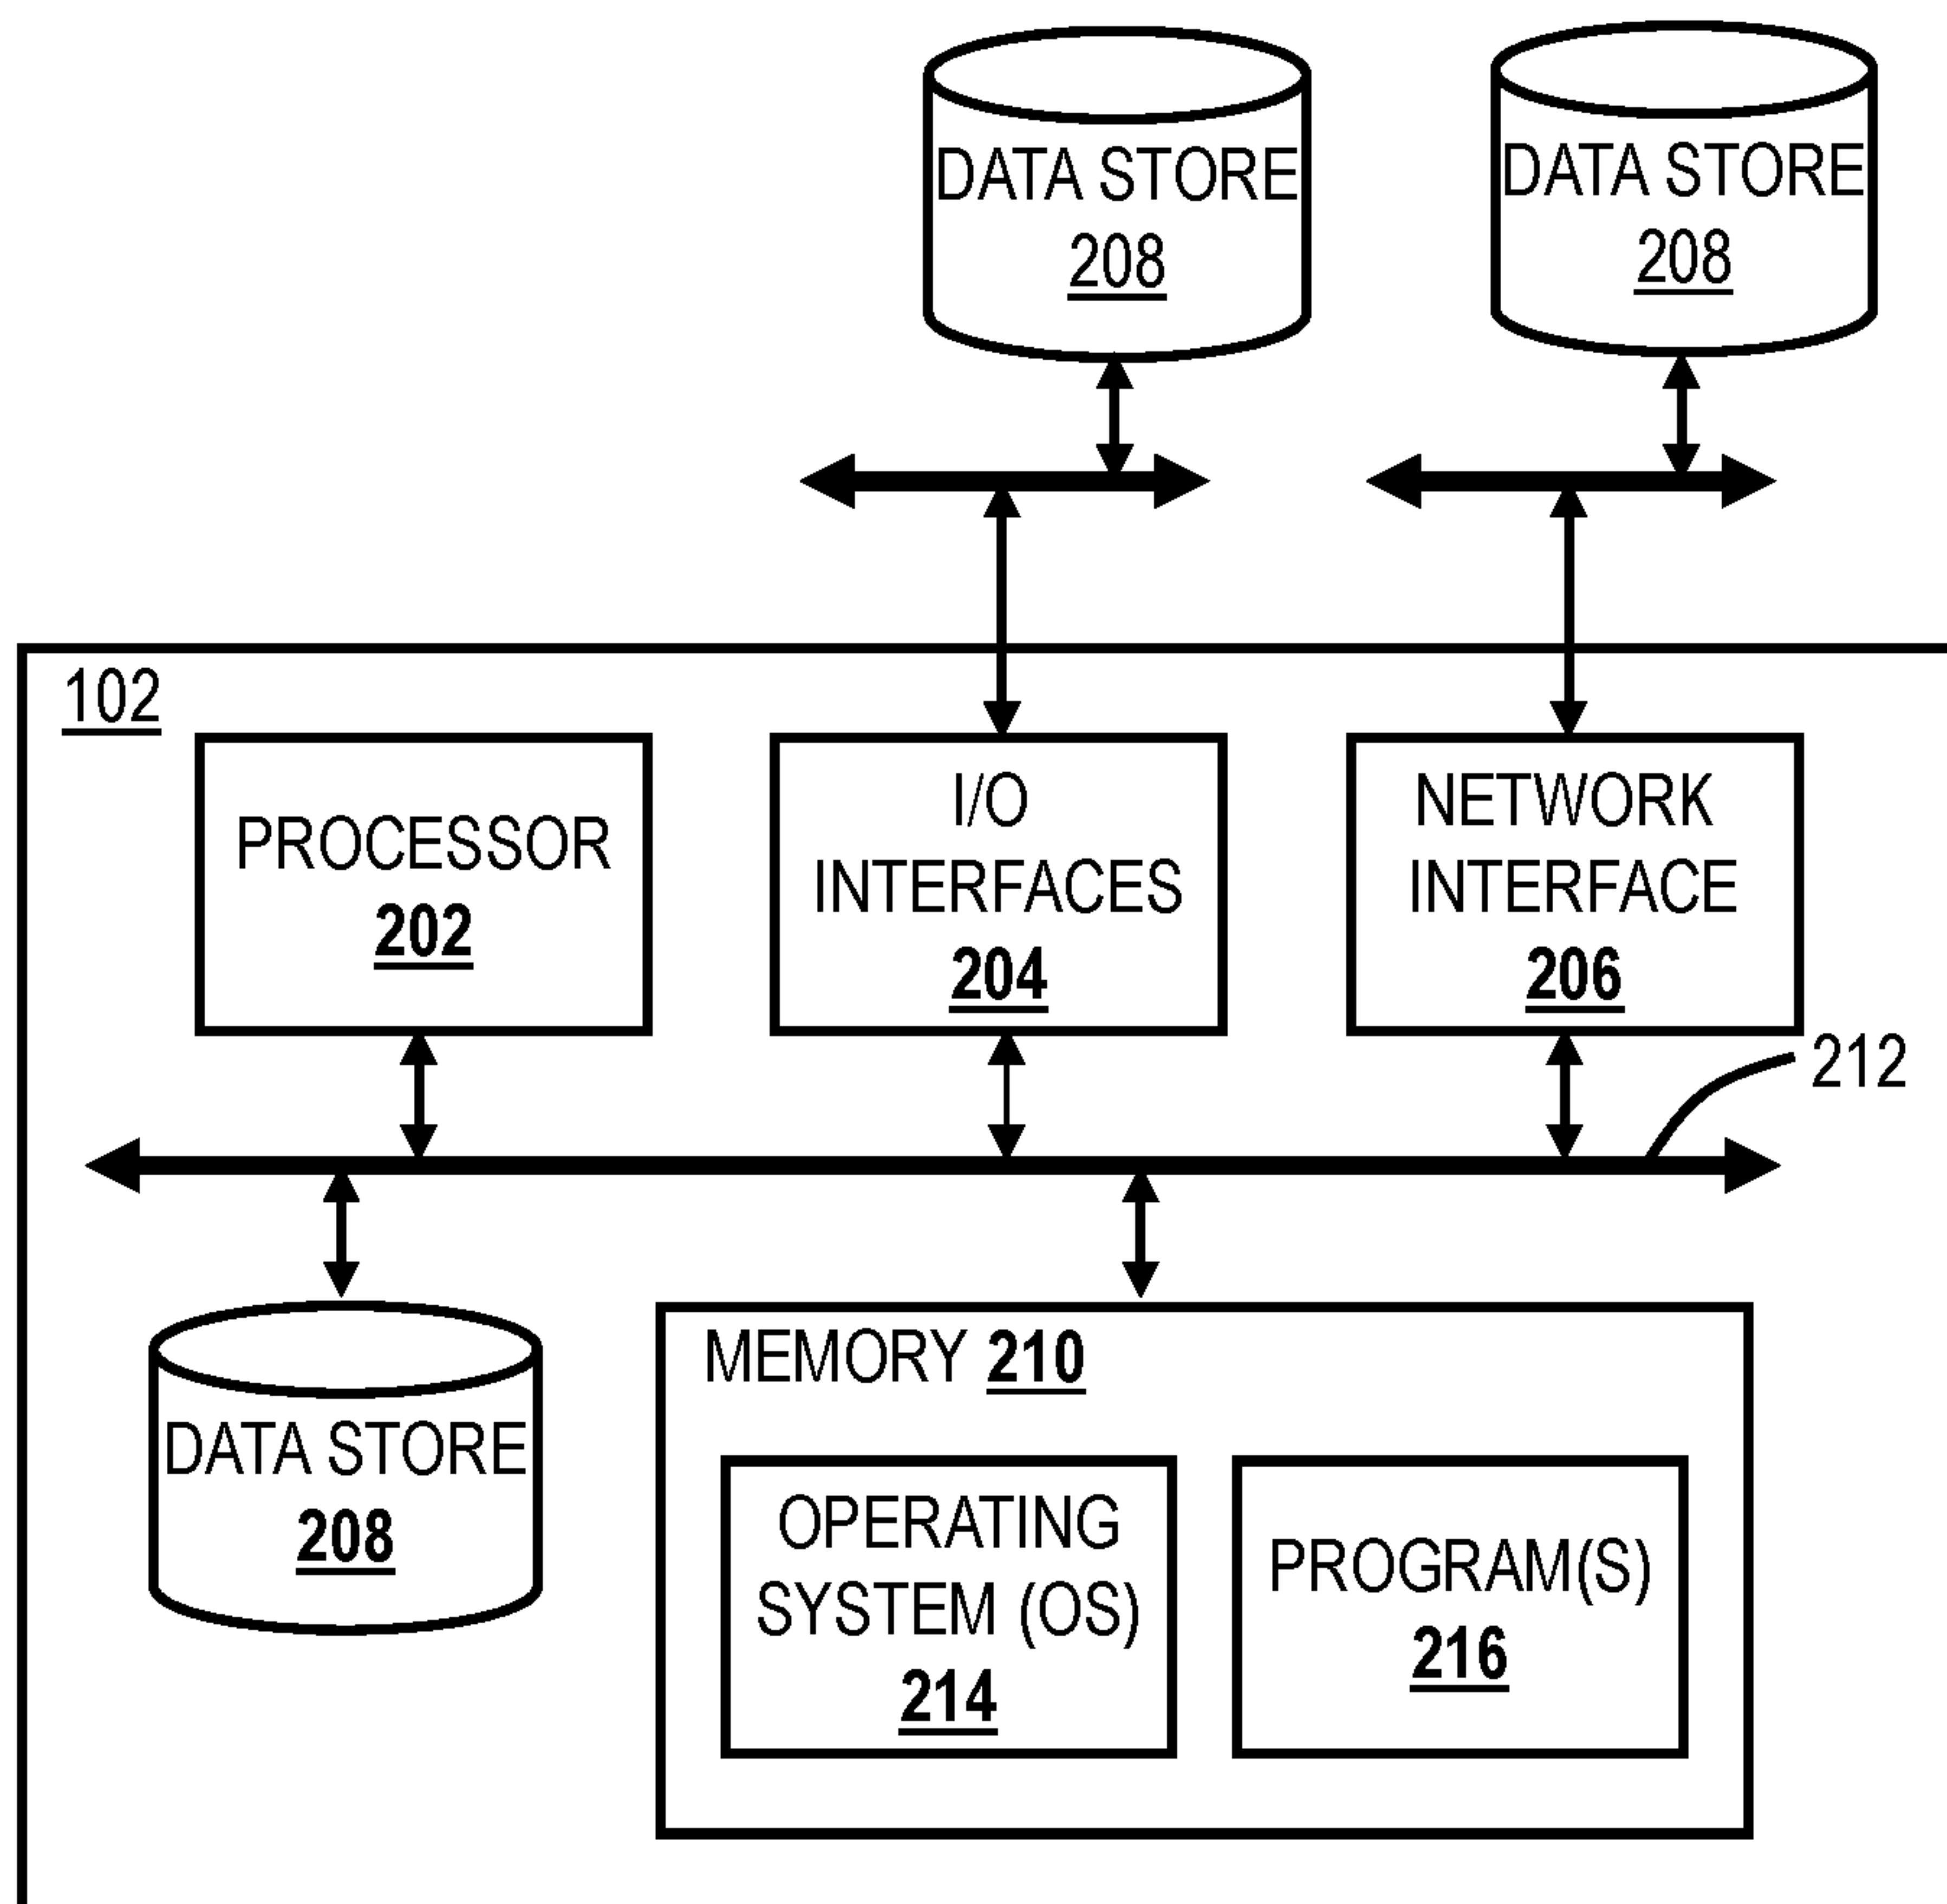 DATA STORE
208
DATA STORE
208
102
PROCESSOR
202
I/O
INTERFACES
204
NETWORK
INTERFACE
206
212
DATA STORE
208
MEMORY 210
OPERATING
SYSTEM (OS)
214
PROGRAM(S)
216